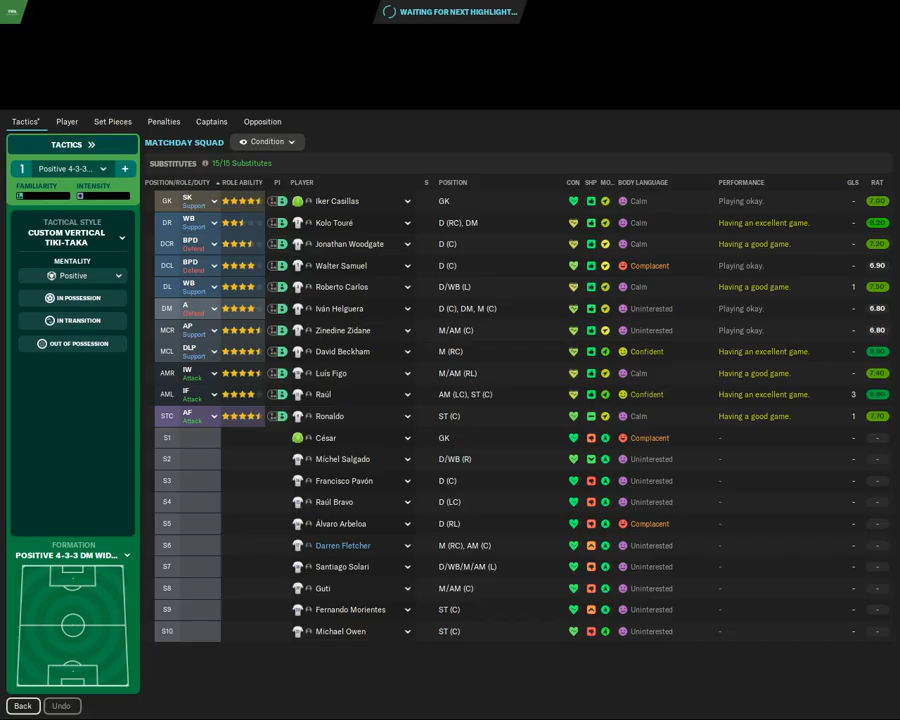 WAITING FOR NEXT HIGHLIGHT...
Tactics* Player Set Pieces Penalties Captains Opposition
TACTICS
1 Positive 4-3-3... +
FAMILIARITY INTENSITY
TACTICAL STYLE
CUSTOM VERTICAL
TIKI-TAKA
MENTALITY
Positive
IN POSSESSION
IN TRANSITION
OUT OF POSSESSION
FORMATION
POSITIVE 4-3-3 DM WID...
MATCHDAY SQUAD Condition
SUBSTITUTES 15/15 Substitutes
POSITION/ROLE/DUTY ROLE ABILITY PI PLAYER S POSITION CON SHP MO... BODY LANGUAGE PERFORMANCE GLS RAT
GK SK Support Iker Casillas GK Calm Playing okay. - 7.00
DR WB Support Kolo Touré D (RC), DM Calm Having an excellent game. - 8.20
DCR BPD Defend Jonathan Woodgate D (C) Calm Having a good game. - 7.20
DCL BPD Defend Walter Samuel D (C) Complacent Playing okay. - 6.90
DL WB Support Roberto Carlos D/WB (L) Calm Having a good game. 1 7.50
DM A Defend Iván Helguera D (C), DM, M (C) Uninterested Playing okay. - 6.80
MCR AP Support Zinedine Zidane M/AM (C) Uninterested Playing okay. - 6.80
MCL DLP Support David Beckham M (RC) Confident Having an excellent game. -
AMR IW Attack Luís Figo M/AM (RL) Calm Having a good game. - 7.40
AML IF Attack Raúl AM (LC), ST (C) Confident Having an excellent game. 3
STC AF Attack Ronaldo ST (C) Calm Having a good game. 1 7.70
S1 César GK Complacent - - -
S2 Míchel Salgado D/WB (R) Uninterested - - -
S3 Francisco Pavón D (C) Uninterested - - -
S4 Raúl Bravo D (LC) Uninterested - - -
S5 Álvaro Arbeloa D (RL) Complacent - - -
S6 Darren Fletcher M (RC), AM (C) Uninterested - - -
S7 Santiago Solari D/WB/M/AM (L) Uninterested - - -
S8 Guti M/AM (C) Uninterested - - -
S9 Fernando Morientes ST (C) Uninterested - - -
S10 Michael Owen ST (C) Uninterested - - -
Back Undo